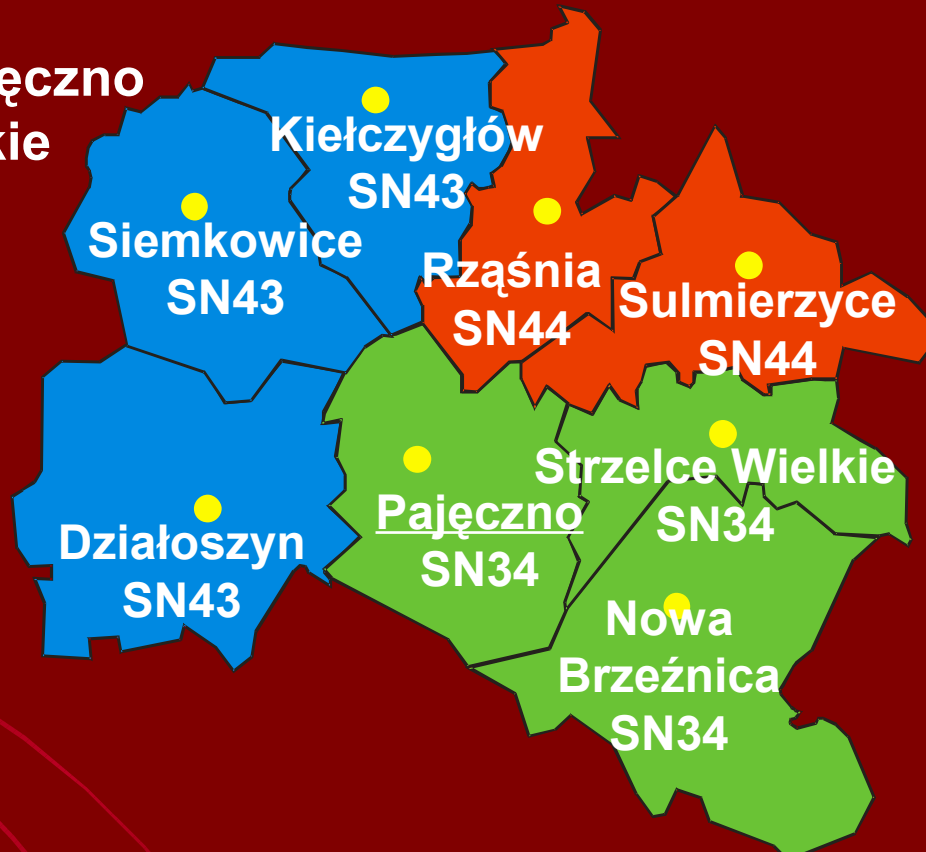 ęczno
kie
Kiełczygłów
SN43
Siemkowice
SN43
Rząśnia
SN44
Sulmierzyce
SN44
Strzelce Wielkie
SN34
Pajęczno
SN34
Działoszyn
SN43
Nowa
Brzeźnica
SN34